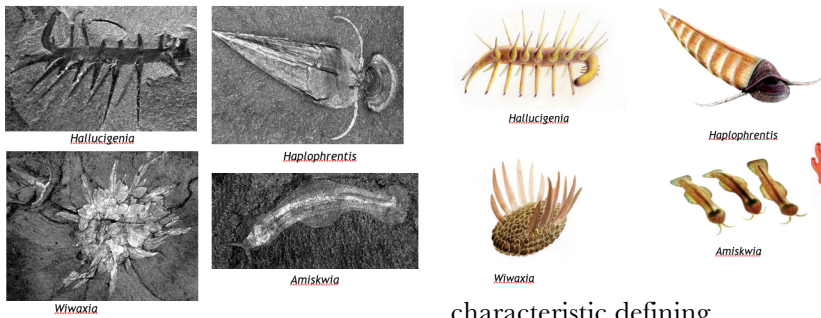 Hallucigenia
Haplophrentis
Wiwaxia
Amiskwia
Hallucigenia
Haplophrentis
Wiwaxia
Amiskwia
characteristic defining